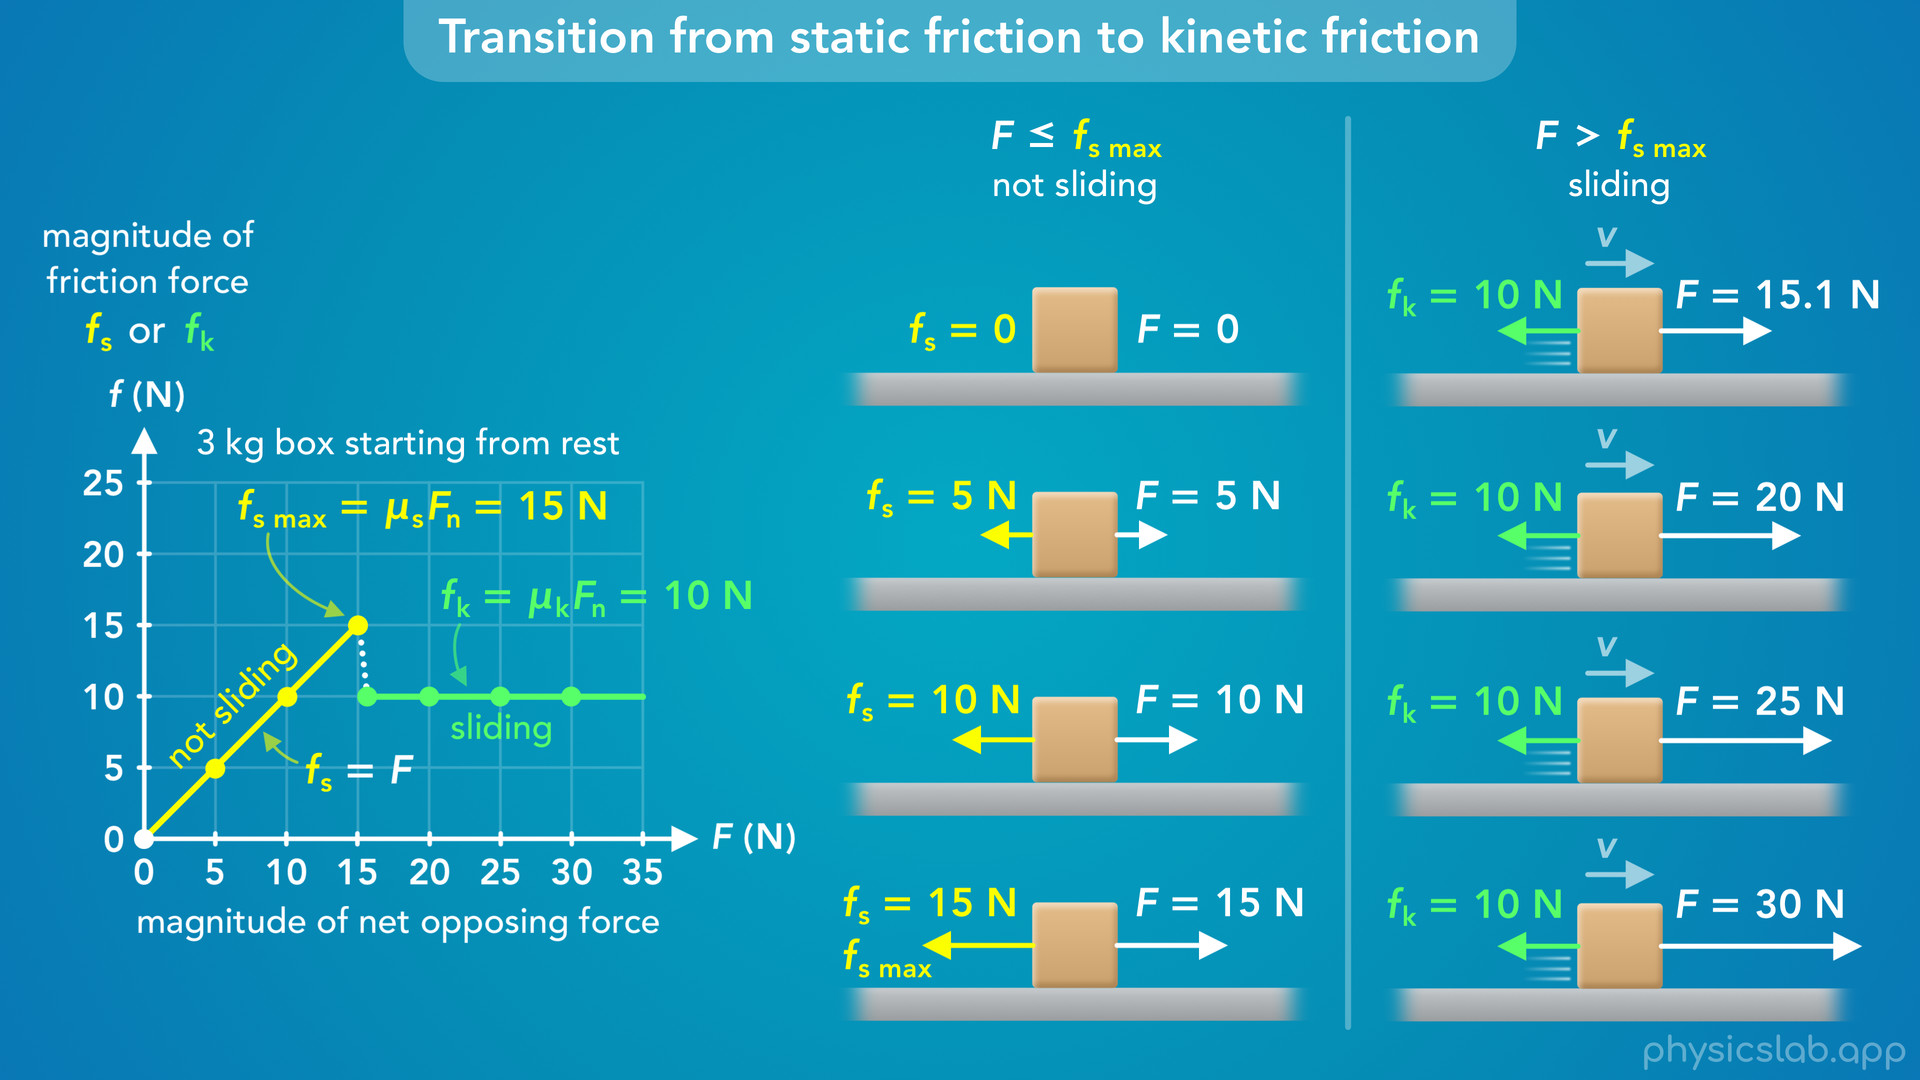 Transition from static friction to kinetic friction
magnitude of
friction force
fs or fk
f (N)
3 kg box starting from rest
25
20
15
10
5
0
fs max = μsFn = 15 N
fk = μkFn = 10 N
not sliding
sliding
fs = F
0 5 10 15 20 25 30 35
F (N)
magnitude of net opposing force
F ≤ fs max
not sliding
fs = 0 F = 0
fs = 5 N F = 5 N
fs = 10 N F = 10 N
fs = 15 N F = 15 N
fs max
F > fs max
sliding
v
fk = 10 N F = 15.1 N
v
fk = 10 N F = 20 N
v
fk = 10 N F = 25 N
v
fk = 10 N F = 30 N
physicslab.app